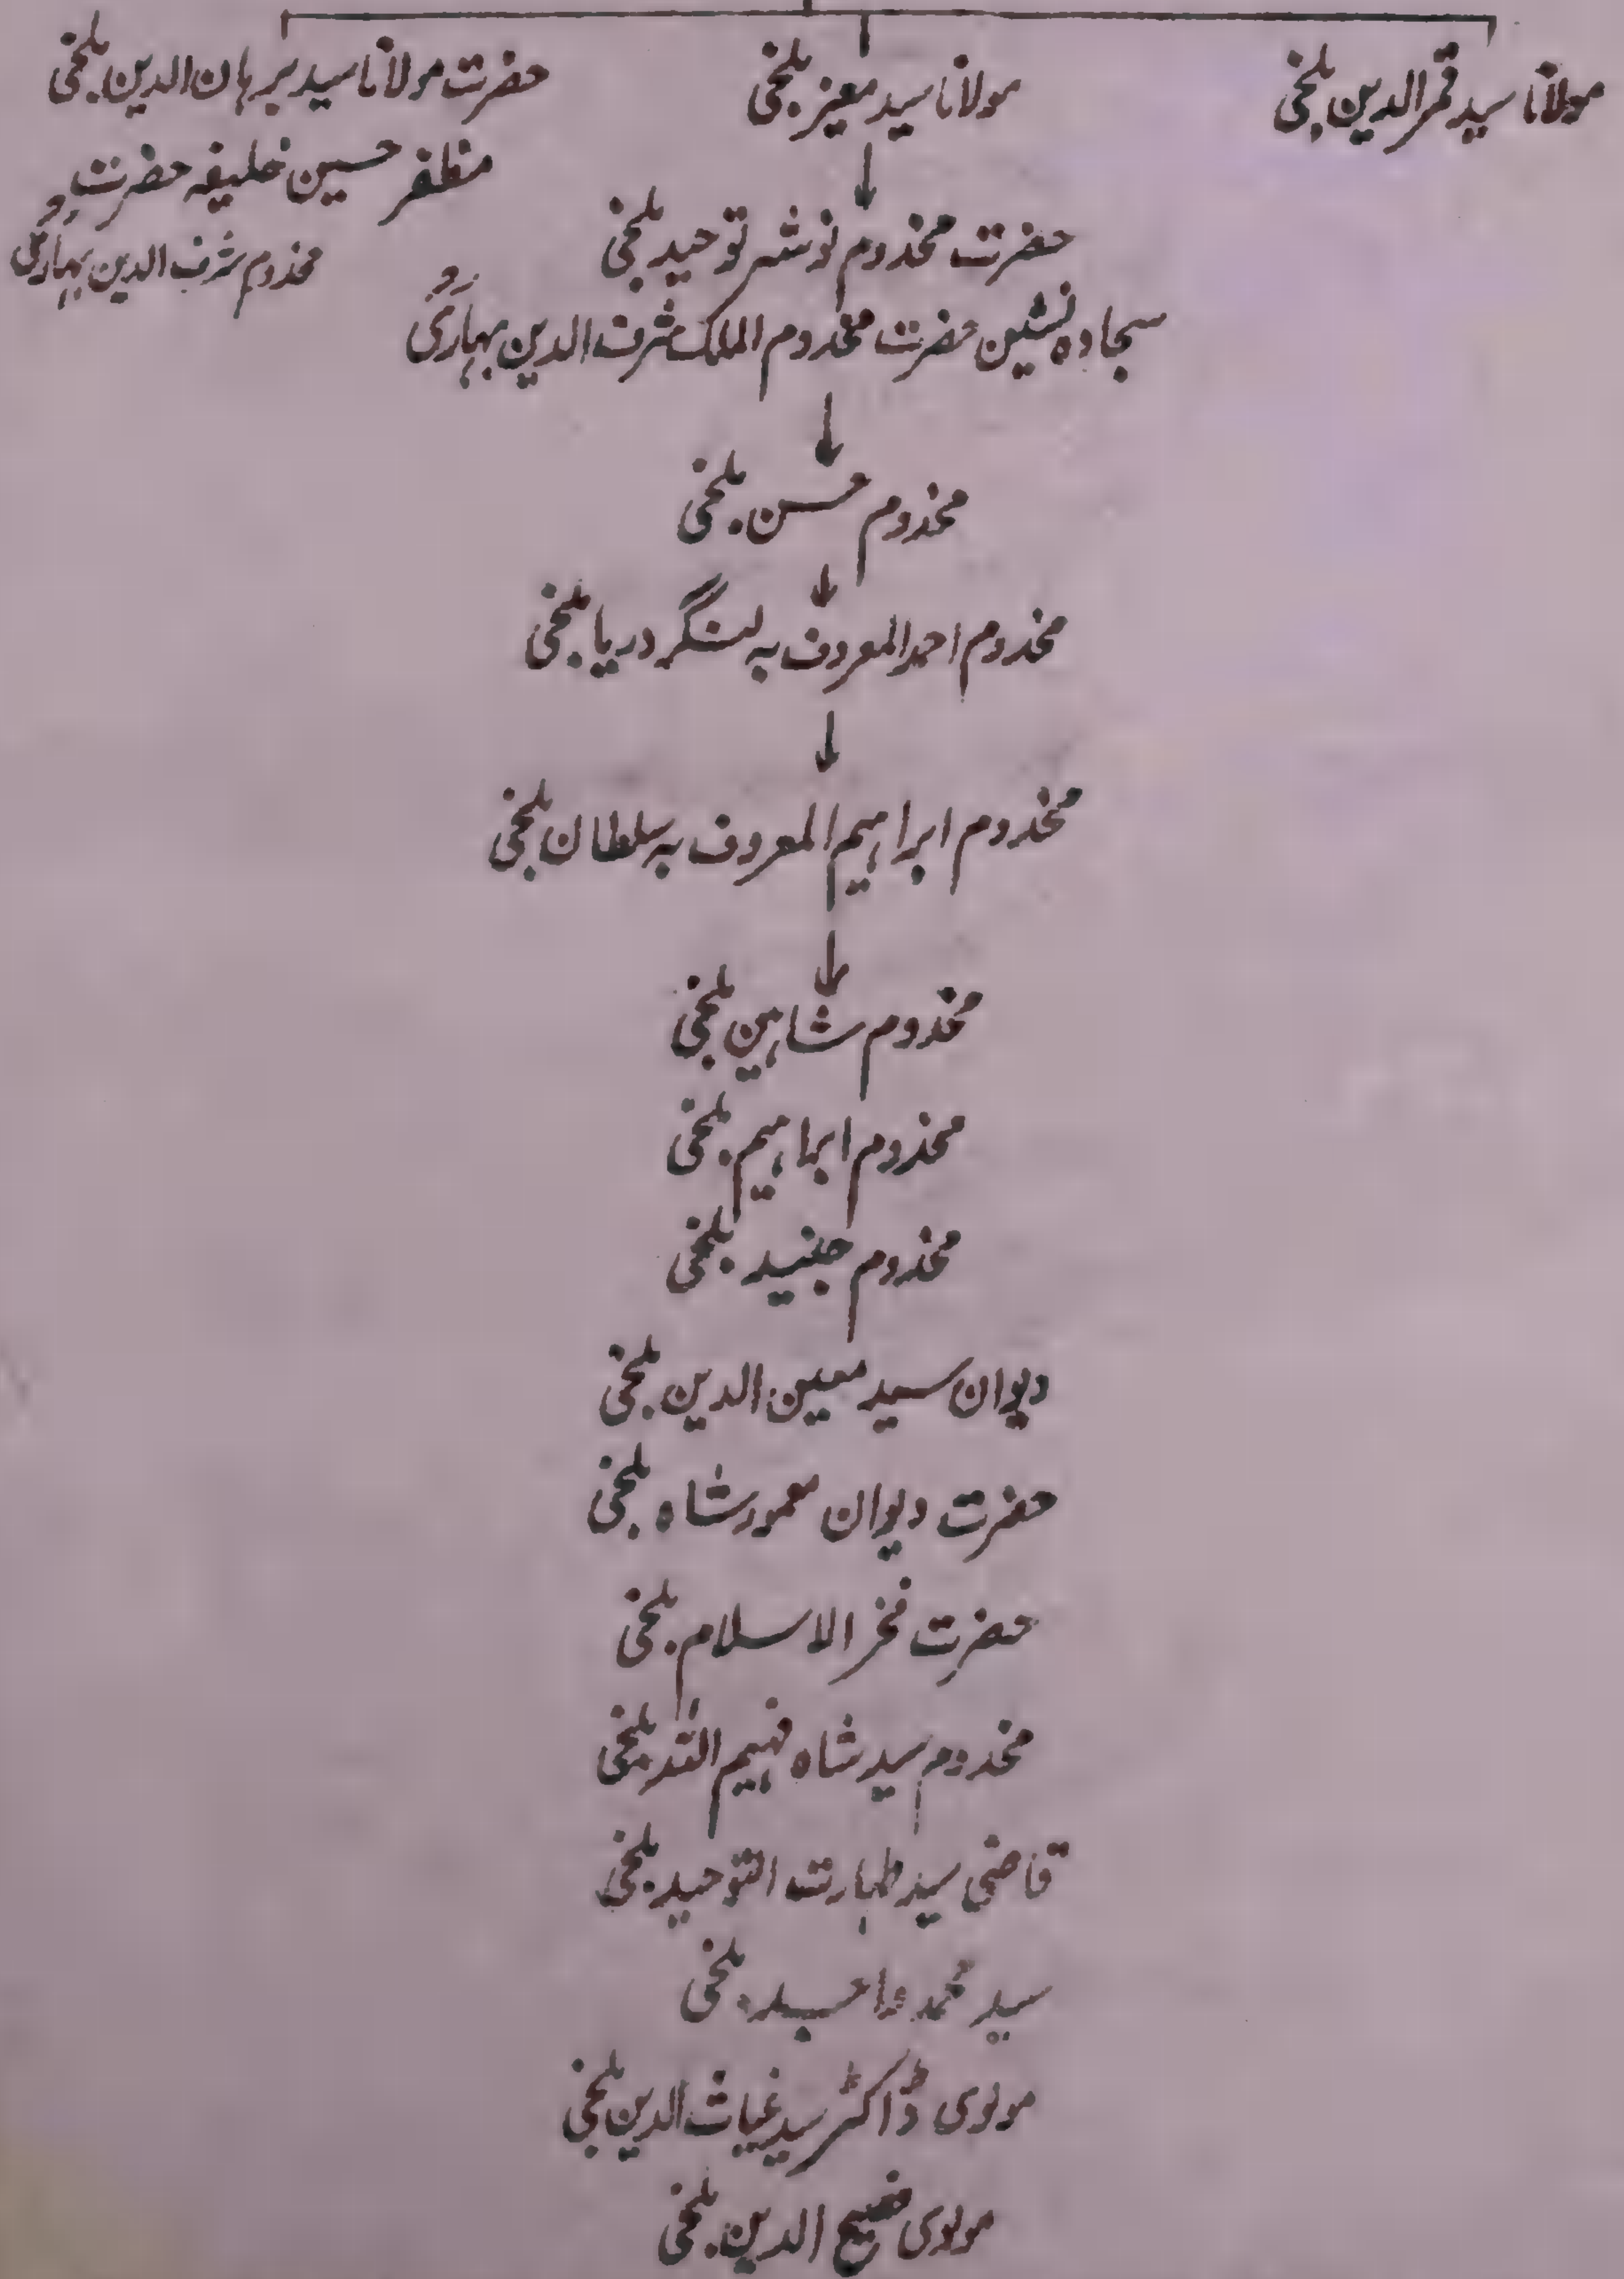 مولانا سید قمر الدین بلخی
مولانا سید معیز بلخی
حضرت مولانا سید برہان الدین بلخی
مظفر حسین خلیفہ حضرت
مخدوم شرف الدین بہاریؒ
حضرت مخدوم نوشہ توحید بلخی
سجادہ نشین حضرت مخدوم الملک شرف الدین بہاریؒ
مخدوم حسن بلخی
مخدوم احمد المعروف بہ لنگر دریا بلخی
مخدوم ابراہیم المعروف بہ سلطان بلخی
مخدوم شاہین بلخی
مخدوم ابراہیم بلخی
مخدوم جنید بلخی
دیوان سید معین الدین بلخی
حضرت دیوان معمور شاہ بلخی
حضرت فخر الاسلام بلخی
مخدوم سید شاہ فہیم اللہ بلخی
قاضی سید طہارت التوحید بلخی
سید محمد بلخی
مولوی ڈاکٹر سید غیاث الدین بلخی
مولوی فصیح الدین بلخی